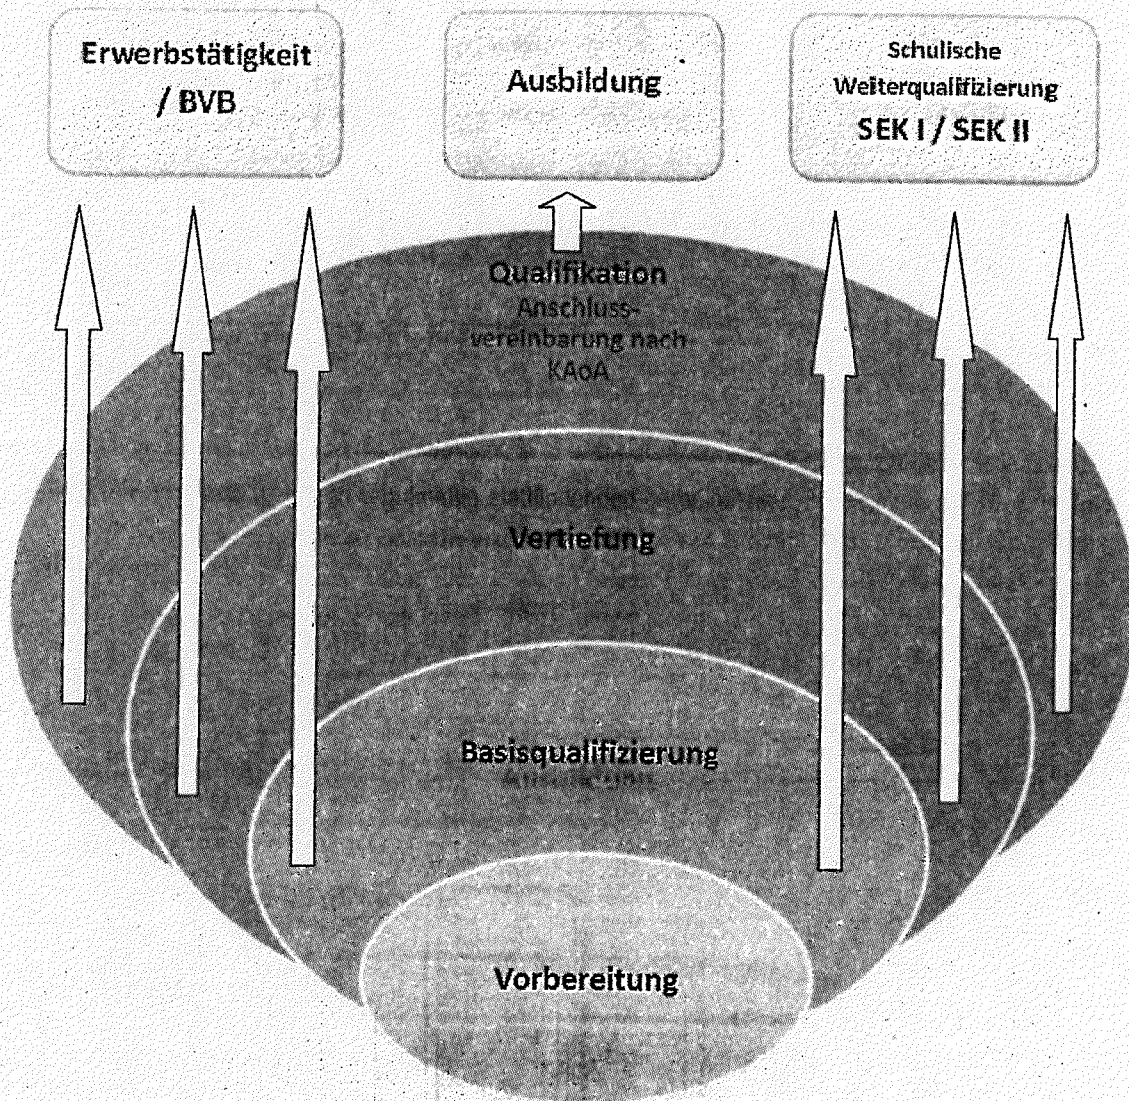 Erwerbstätigkeit
/ BVB
Ausbildung
Schulische
Weiterqualifizierung
SEK I / SEK II
Qualifikation
Anschluss-
vereinbarung nach
KAoA
Vertiefung
Basisqualifizierung
Vorbereitung